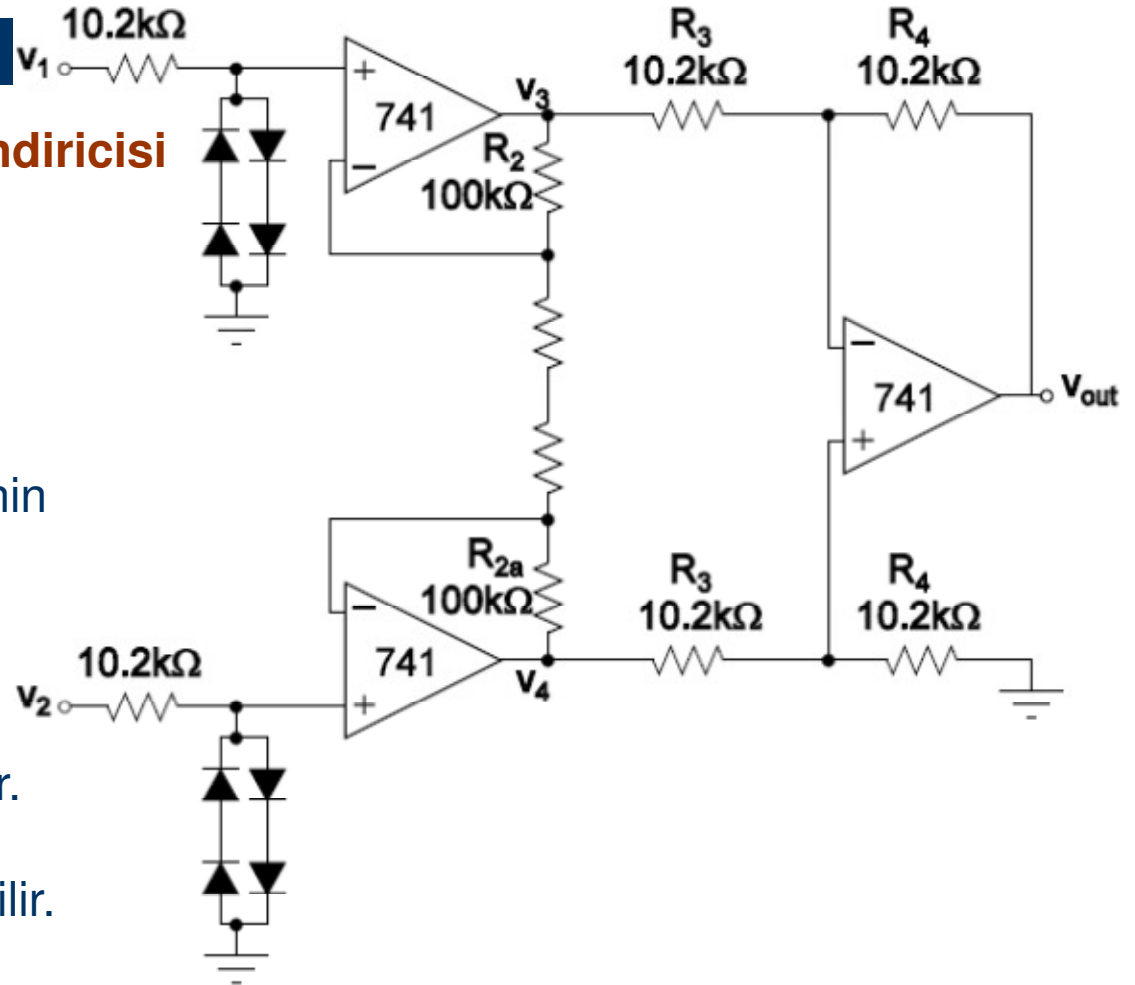 10.2kΩ
v1
+
741
−
v3
R2
100kΩ
R3
10.2kΩ
R4
10.2kΩ
−
741
+
vout
R2a
100kΩ
−
741
+
v4
R3
10.2kΩ
R4
10.2kΩ
10.2kΩ
v2
ndiricisi
nin
r.
ilir.